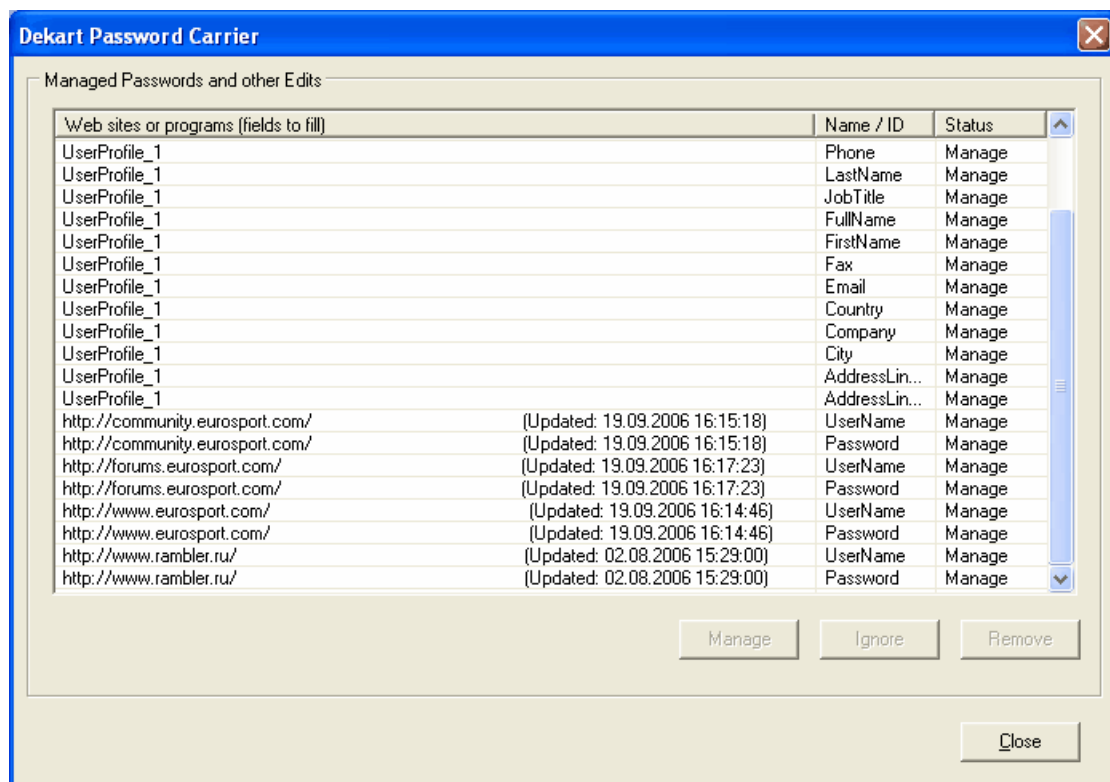 Dekart Password Carrier
Managed Passwords and other Edits
Web sites or programs (fields to fill) Name / ID Status
UserProfile_1 Phone Manage
UserProfile_1 LastName Manage
UserProfile_1 JobTitle Manage
UserProfile_1 FullName Manage
UserProfile_1 FirstName Manage
UserProfile_1 Fax Manage
UserProfile_1 Email Manage
UserProfile_1 Country Manage
UserProfile_1 Company Manage
UserProfile_1 City Manage
UserProfile_1 AddressLin... Manage
UserProfile_1 AddressLin... Manage
http://community.eurosport.com/ (Updated: 19.09.2006 16:15:18) UserName Manage
http://community.eurosport.com/ (Updated: 19.09.2006 16:15:18) Password Manage
http://forums.eurosport.com/ (Updated: 19.09.2006 16:17:23) UserName Manage
http://forums.eurosport.com/ (Updated: 19.09.2006 16:17:23) Password Manage
http://www.eurosport.com/ (Updated: 19.09.2006 16:14:46) UserName Manage
http://www.eurosport.com/ (Updated: 19.09.2006 16:14:46) Password Manage
http://www.rambler.ru/ (Updated: 02.08.2006 15:29:00) UserName Manage
http://www.rambler.ru/ (Updated: 02.08.2006 15:29:00) Password Manage
Manage Ignore Remove
Close